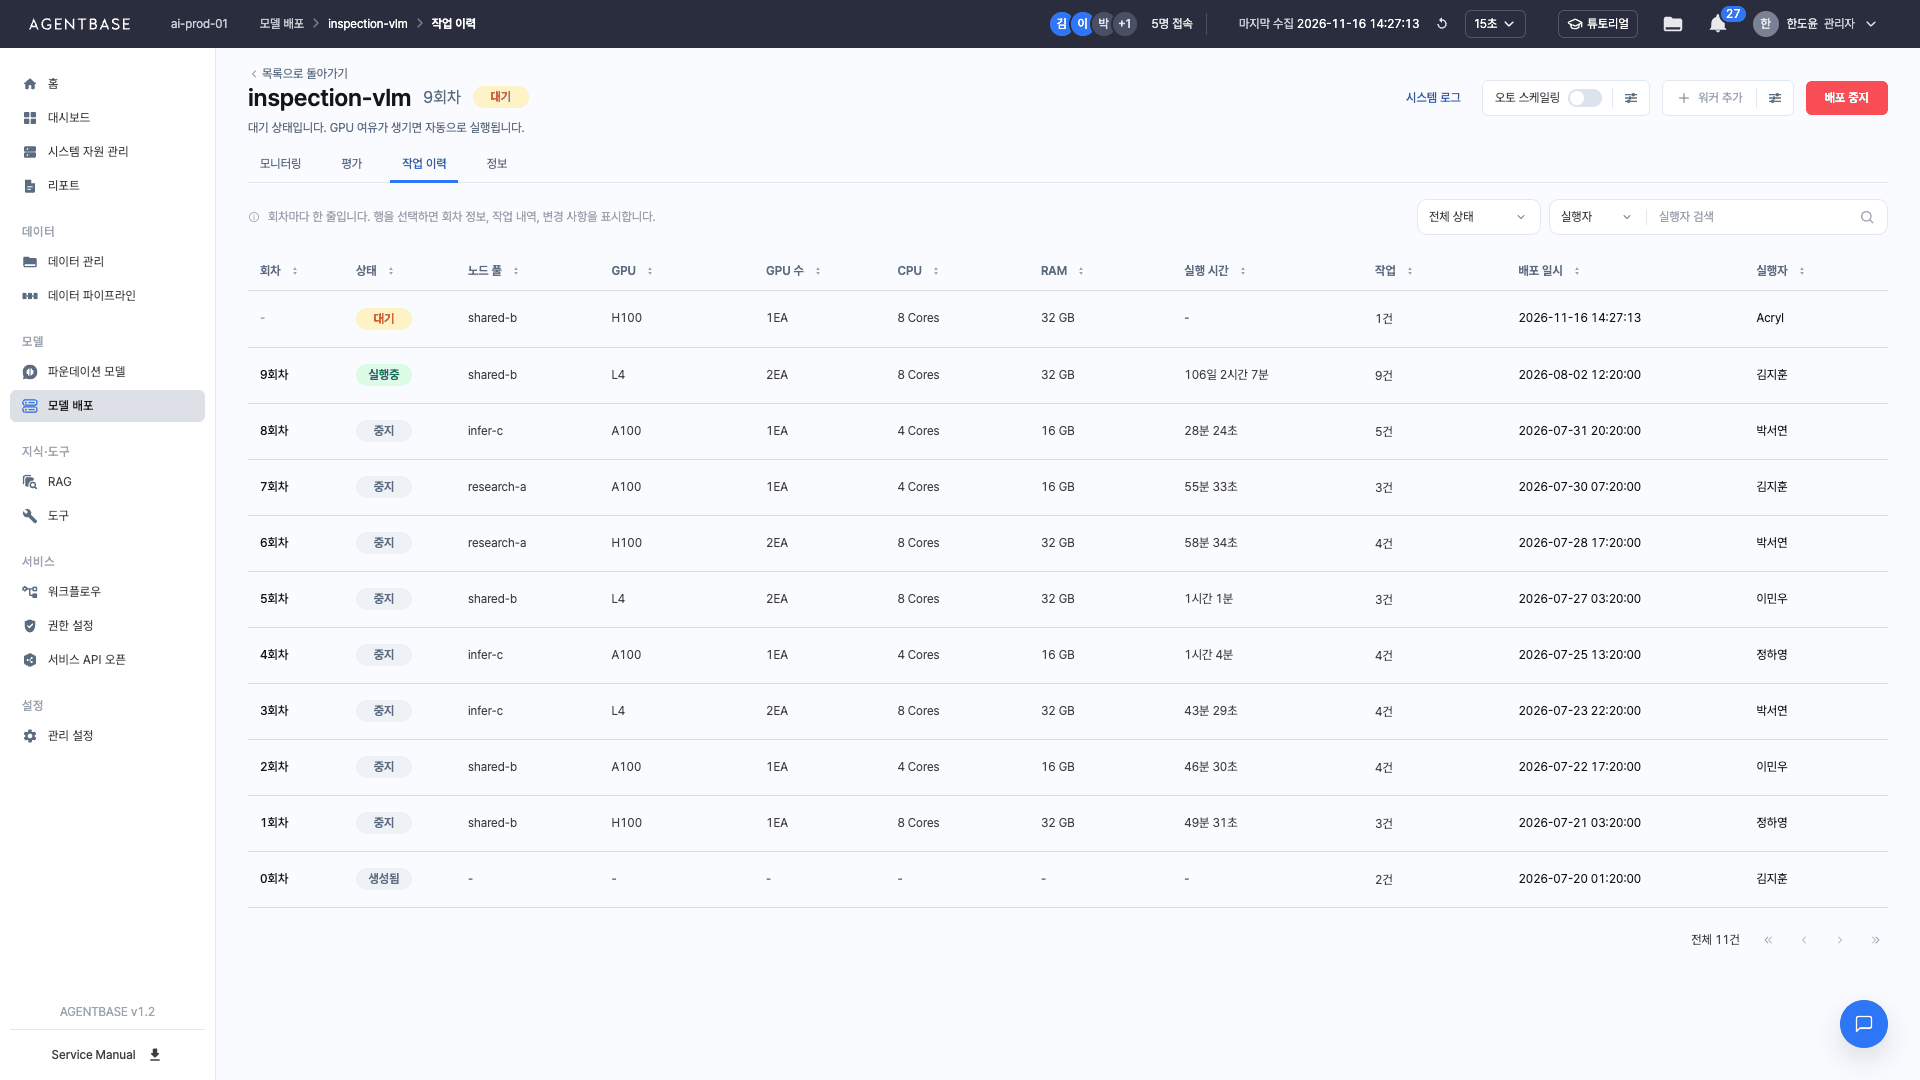 AGENTBASE ai-prod-01 모델 배포 inspection-vlm 작업 이력 김 이 박 +1 5명 접속 마지막 수집 2026-11-16 14:27:13 15초 튜토리얼 27 한 한도윤 관리자
홈
대시보드
시스템 자원 관리
리포트
데이터
데이터 관리
데이터 파이프라인
모델
파운데이션 모델
모델 배포
지식·도구
RAG
도구
서비스
워크플로우
권한 설정
서비스 API 오픈
설정
관리 설정
AGENTBASE v1.2
Service Manual
목록으로 돌아가기
inspection-vlm 9회차 대기
대기 상태입니다. GPU 여유가 생기면 자동으로 실행됩니다.
시스템 로그 오토 스케일링 워커 추가 배포 중지
모니터링 평가 작업 이력 정보
회차마다 한 줄입니다. 행을 선택하면 회차 정보, 작업 내역, 변경 사항을 표시합니다.
전체 상태 실행자 실행자 검색
회차 상태 노드 풀 GPU GPU 수 CPU RAM 실행 시간 작업 배포 일시 실행자
- 대기 shared-b H100 1EA 8 Cores 32 GB - 1건 2026-11-16 14:27:13 Acryl
9회차 실행중 shared-b L4 2EA 8 Cores 32 GB 106일 2시간 7분 9건 2026-08-02 12:20:00 김지훈
8회차 중지 infer-c A100 1EA 4 Cores 16 GB 28분 24초 5건 2026-07-31 20:20:00 박서연
7회차 중지 research-a A100 1EA 4 Cores 16 GB 55분 33초 3건 2026-07-30 07:20:00 김지훈
6회차 중지 research-a H100 2EA 8 Cores 32 GB 58분 34초 4건 2026-07-28 17:20:00 박서연
5회차 중지 shared-b L4 2EA 8 Cores 32 GB 1시간 1분 3건 2026-07-27 03:20:00 이민우
4회차 중지 infer-c A100 1EA 4 Cores 16 GB 1시간 4분 4건 2026-07-25 13:20:00 정하영
3회차 중지 infer-c L4 2EA 8 Cores 32 GB 43분 29초 4건 2026-07-23 22:20:00 박서연
2회차 중지 shared-b A100 1EA 4 Cores 16 GB 46분 30초 4건 2026-07-22 17:20:00 이민우
1회차 중지 shared-b H100 1EA 8 Cores 32 GB 49분 31초 3건 2026-07-21 03:20:00 정하영
0회차 생성됨 - - - - - - 2건 2026-07-20 01:20:00 김지훈
전체 11건